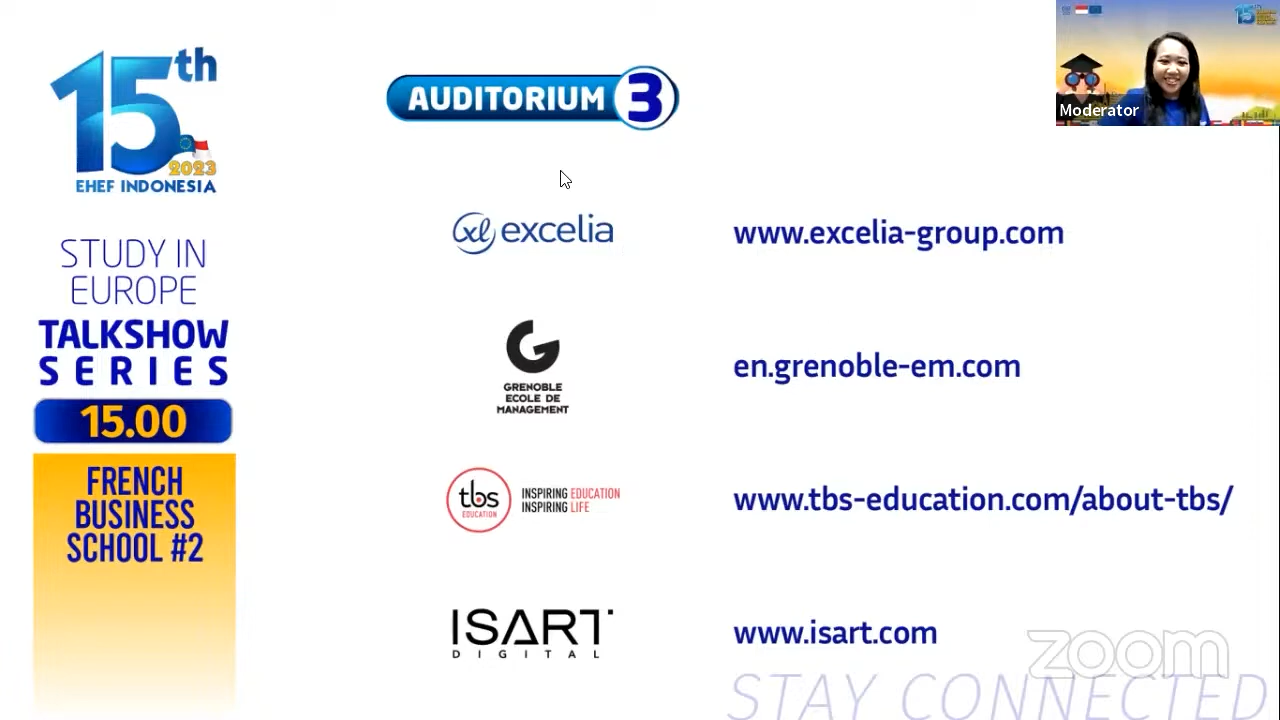 15th
2023
EHEF INDONESIA
STUDY IN
EUROPE
TALKSHOW
SERIES
15.00
FRENCH
BUSINESS
SCHOOL #2
AUDITORIUM 3
xl excelia
www.excelia-group.com
G
GRENOBLE
ECOLE DE
MANAGEMENT
en.grenoble-em.com
tbs
EDUCATION
INSPIRING EDUCATION
INSPIRING LIFE
www.tbs-education.com/about-tbs/
ISART
DIGITAL
www.isart.com
zoom
STAY CONNECTED
Moderator
15th